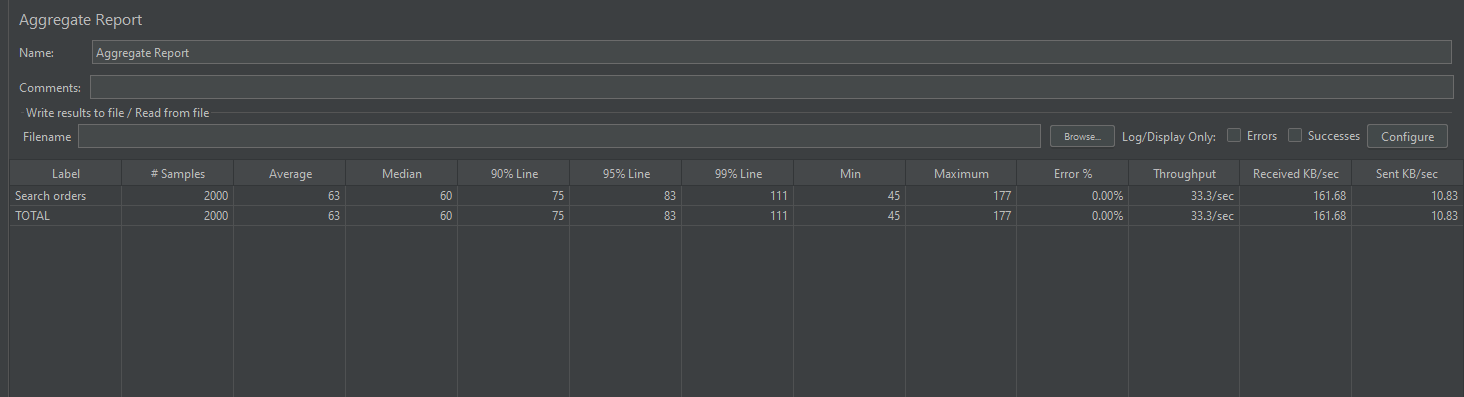 Aggregate Report
Name: Aggregate Report
Comments:
Write results to file / Read from file
Filename Browse... Log/Display Only: Errors Successes Configure
Label # Samples Average Median 90% Line 95% Line 99% Line Min Maximum Error % Throughput Received KB/sec Sent KB/sec
Search orders 2000 63 60 75 83 111 45 177 0.00% 33.3/sec 161.68 10.83
TOTAL 2000 63 60 75 83 111 45 177 0.00% 33.3/sec 161.68 10.83